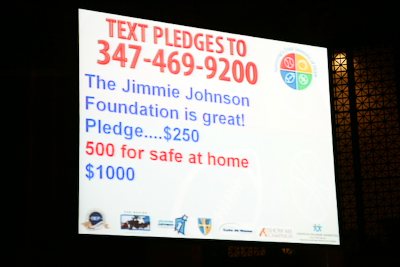 TEXT PLEDGES TO
347-469-9200
The Jimmie Johnson
Foundation is great!
Pledge....$250
500 for safe at home
$1000